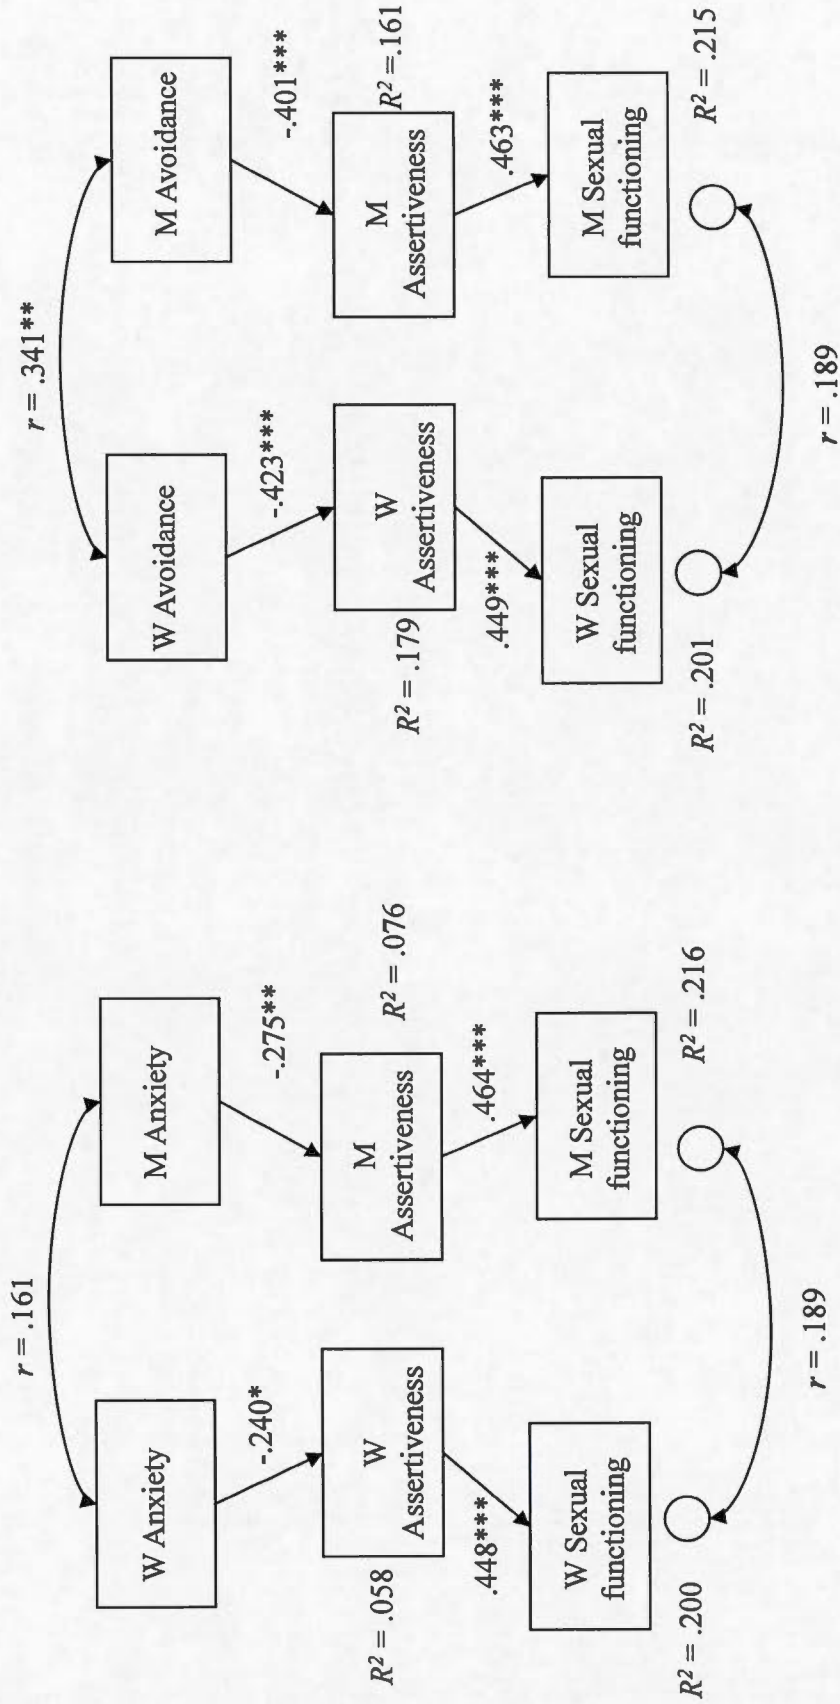 r = .161
W Anxiety
M Anxiety
-.240*
-.275**
R² = .058
W
Assertiveness
M
Assertiveness
R² = .076
.448***
.464***
W Sexual
functioning
M Sexual
functioning
R² = .200
R² = .216
r = .189
r = .341**
W Avoidance
M Avoidance
-.423***
-.401***
R² = .179
W
Assertiveness
M
Assertiveness
R² = .161
.449***
.463***
W Sexual
functioning
M Sexual
functioning
R² = .201
R² = .215
r = .189